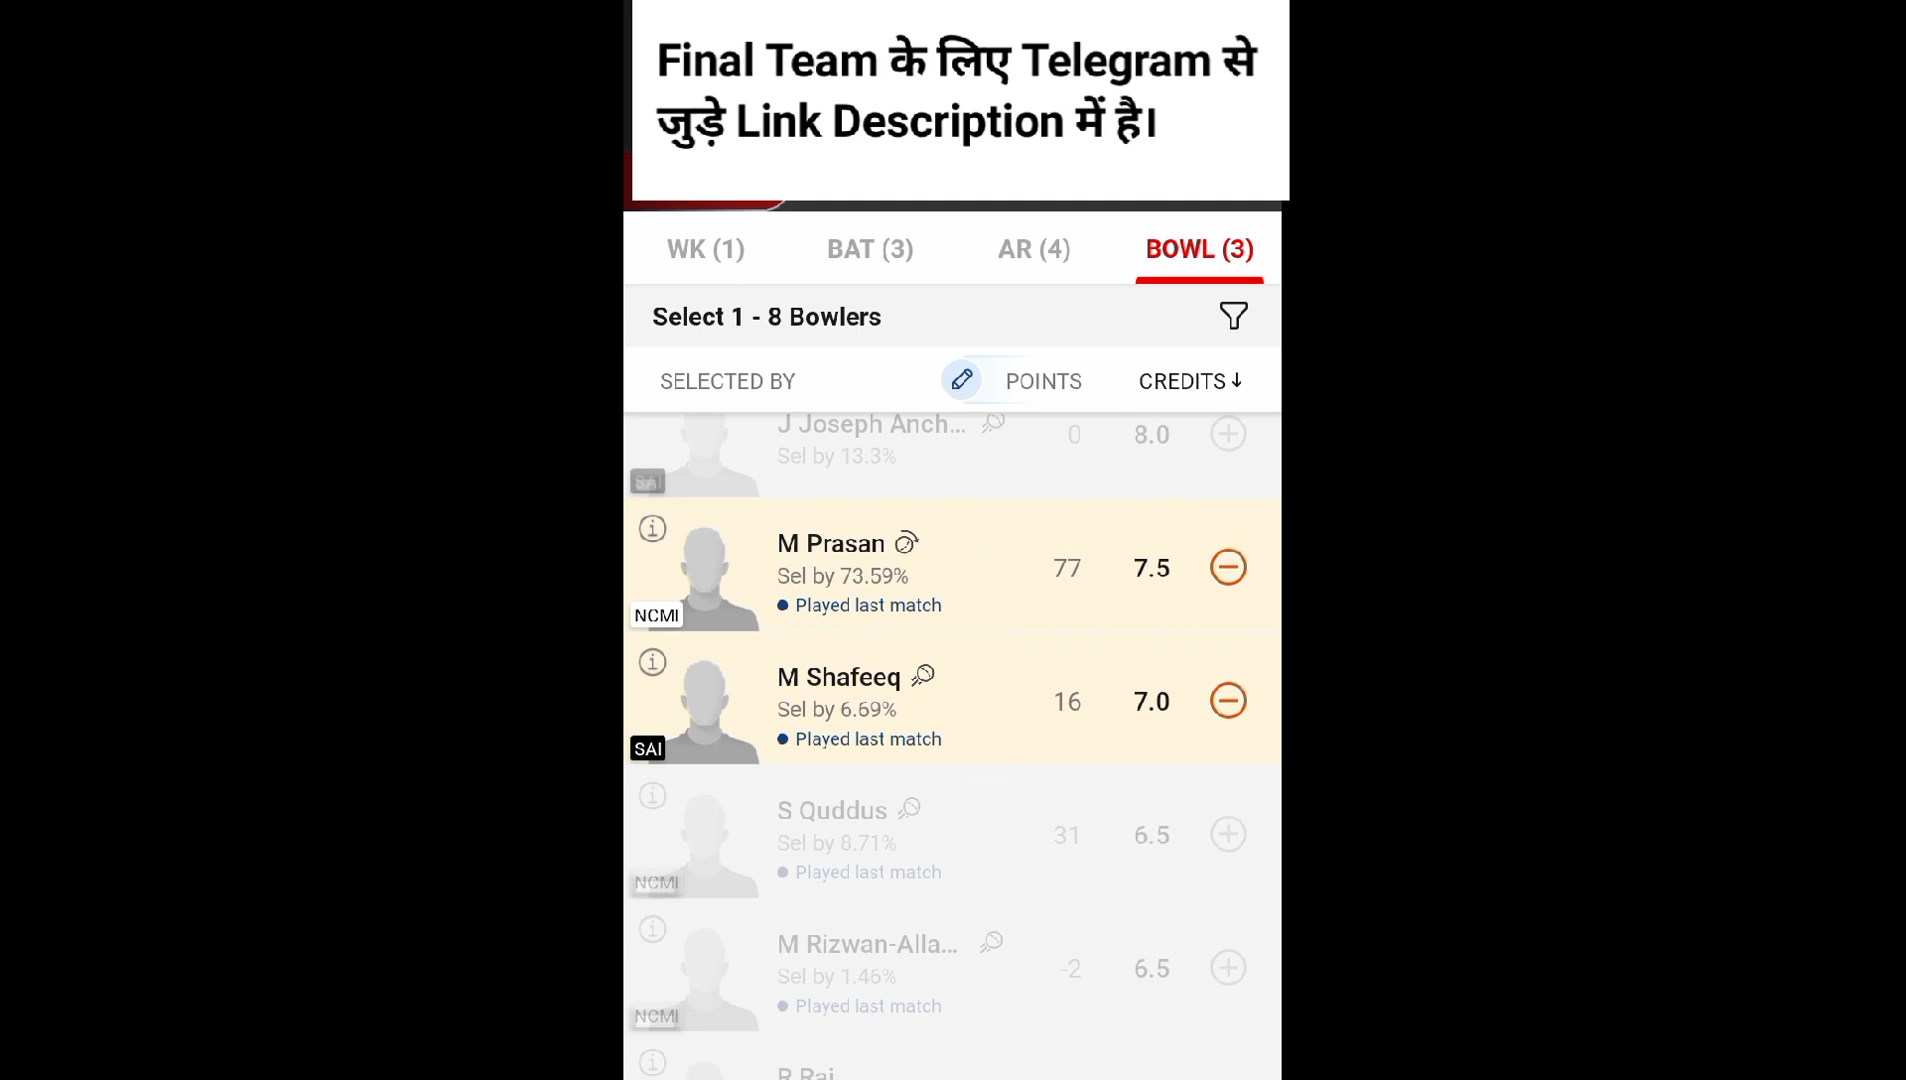 Final Team के लिए Telegram से
जुड़े Link Description में है।
WK (1) BAT (3) AR (4) BOWL (3)
Select 1 - 8 Bowlers
SELECTED BY POINTS CREDITS↓
J Joseph Anch... 0 8.0
Sel by 13.3%
SAI
M Prasan 77 7.5
Sel by 73.59%
Played last match
NCMI
M Shafeeq 16 7.0
Sel by 6.69%
Played last match
SAI
S Quddus 31 6.5
Sel by 8.71%
Played last match
NCMI
M Rizwan-Alla... -2 6.5
Sel by 1.46%
Played last match
NCMI
R Rai